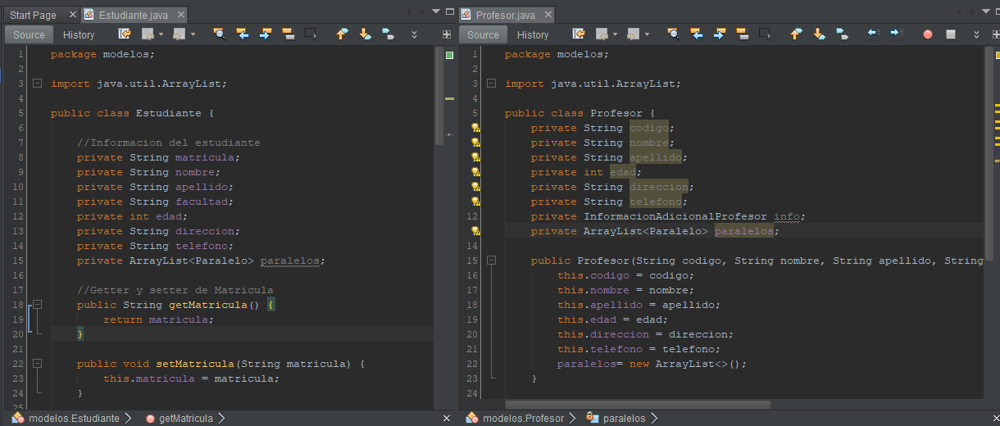 Start Page
Estudiante.java
Source
History
1 package modelos;
2
3 import java.util.ArrayList;
4
5 public class Estudiante {
6
7 //Informacion del estudiante
8 private String matricula;
9 private String nombre;
10 private String apellido;
11 private String facultad;
12 private int edad;
13 private String direccion;
14 private String telefono;
15 private ArrayList<Paralelo> paralelos;
16
17 //Getter y setter de Matricula
18 public String getMatricula() {
19 return matricula;
20 }
21
22 public void setMatricula(String matricula) {
23 this.matricula = matricula;
24 }
25
modelos.Estudiante
getMatricula
Profesor.java
Source
History
1 package modelos;
2
3 import java.util.ArrayList;
4
5 public class Profesor {
private String codigo;
private String nombre;
private String apellido;
private int edad;
private String direccion;
private String telefono;
12 private InformacionAdicionalProfesor info;
private ArrayList<Paralelo> paralelos;
14
15 public Profesor(String codigo, String nombre, String apellido, String
16 this.codigo = codigo;
17 this.nombre = nombre;
18 this.apellido = apellido;
19 this.edad = edad;
20 this.direccion = direccion;
21 this.telefono = telefono;
22 paralelos= new ArrayList<>();
23 }
24
modelos.Profesor
paralelos